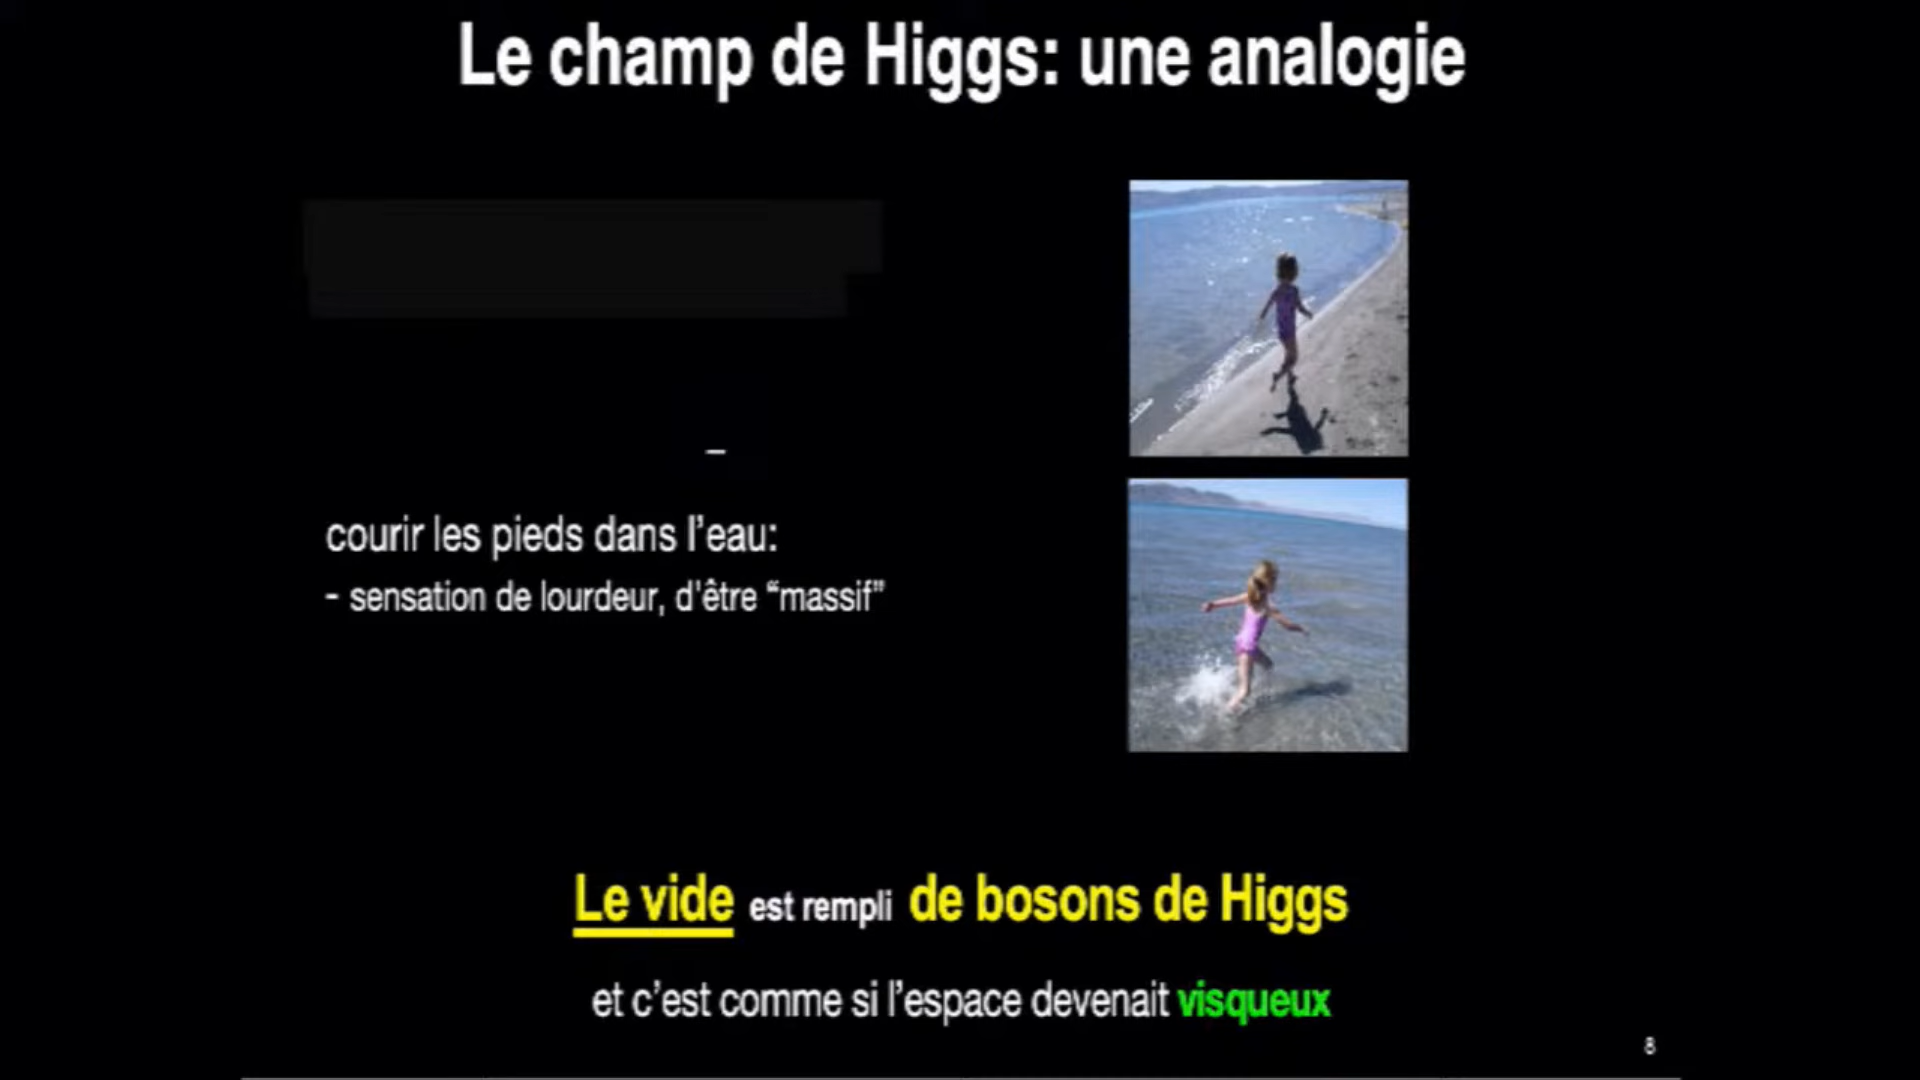 Le champ de Higgs: une analogie
–
courir les pieds dans l’eau:
- sensation de lourdeur, d'être “massif”
Le vide est rempli de bosons de Higgs
et c’est comme si l’espace devenait visqueux
8